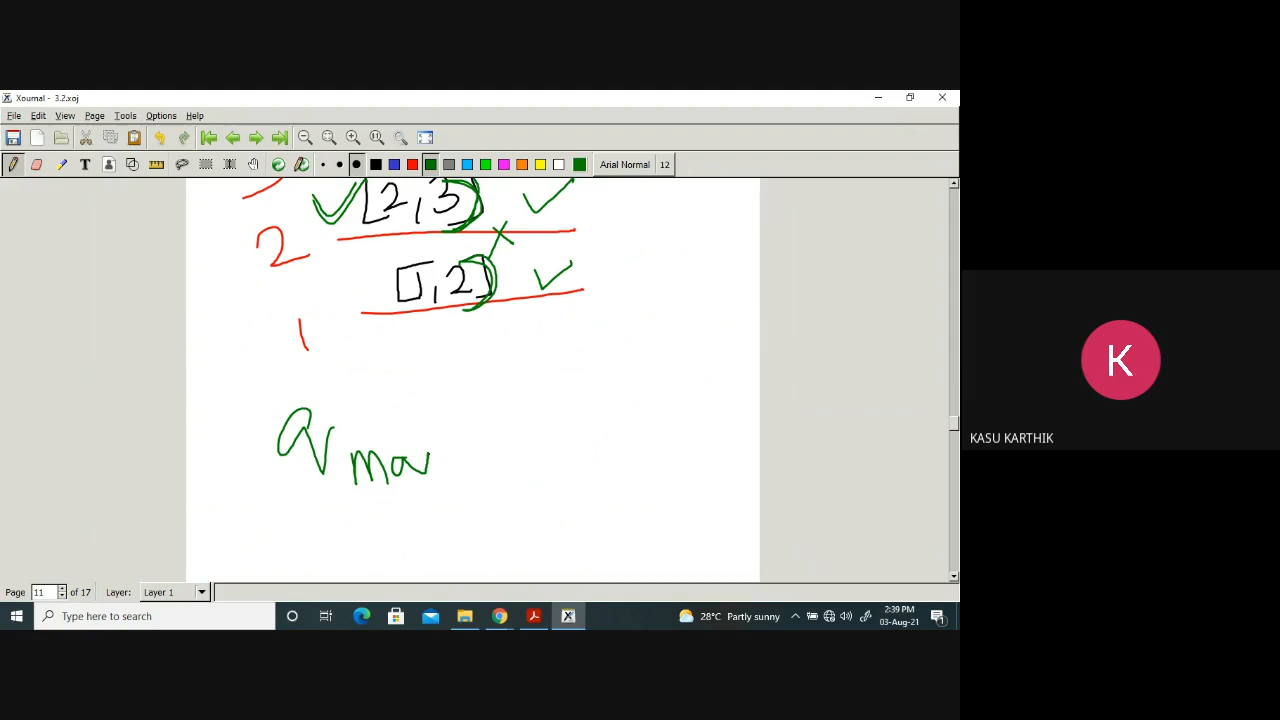 Xournal - 3.2.xoj
File Edit View Page Tools Options Help
Arial Normal 12
[2,3)
2
[1,2)
1
K
KASU KARTHIK
Page 11 of 17 Layer: Layer 1
Type here to search
28°C Partly sunny
2:39 PM
03-Aug-21